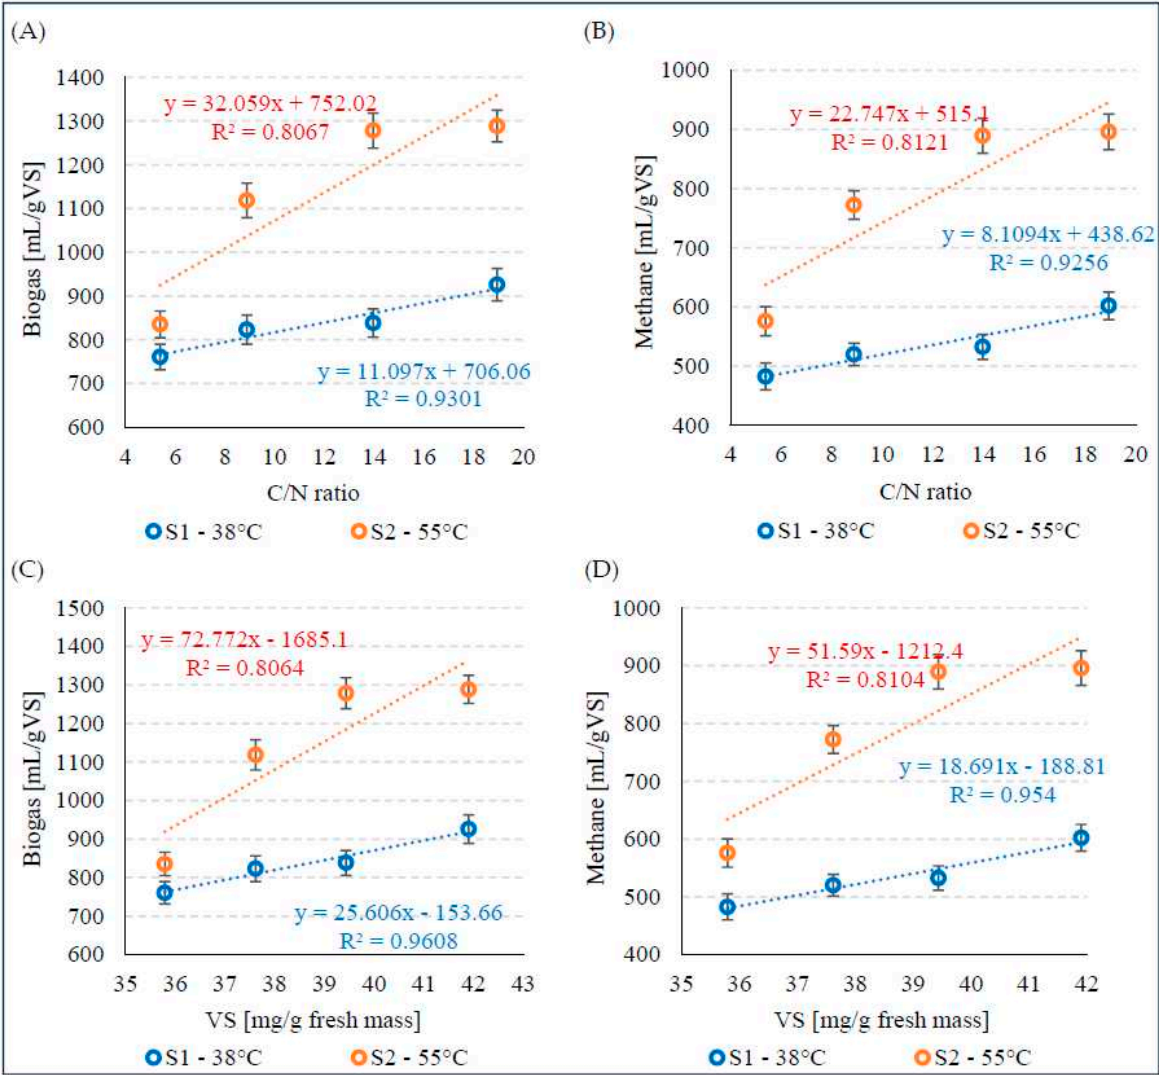 (A)
1400
1300
1200
1100
1000
900
800
700
600
Biogas [mL/gVS]
y = 32.059x + 752.02
R² = 0.8067
y = 11.097x + 706.06
R² = 0.9301
4 6 8 10 12 14 16 18 20
C/N ratio
S1 - 38°C S2 - 55°C
(B)
1000
900
800
700
600
500
400
Methane [mL/gVS]
y = 22.747x + 515.1
R² = 0.8121
y = 8.1094x + 438.62
R² = 0.9256
4 6 8 10 12 14 16 18 20
C/N ratio
S1 - 38°C S2 - 55°C
(C)
1500
1400
1300
1200
1100
1000
900
800
700
600
Biogas [mL/gVS]
y = 72.772x - 1685.1
R² = 0.8064
y = 25.606x - 153.66
R² = 0.9608
35 36 37 38 39 40 41 42 43
VS [mg/g fresh mass]
S1 - 38°C S2 - 55°C
(D)
1000
900
800
700
600
500
400
Methane [mL/gVS]
y = 51.59x - 1212.4
R² = 0.8104
y = 18.691x - 188.81
R² = 0.954
35 36 37 38 39 40 41 42
VS [mg/g fresh mass]
S1 - 38°C S2 - 55°C